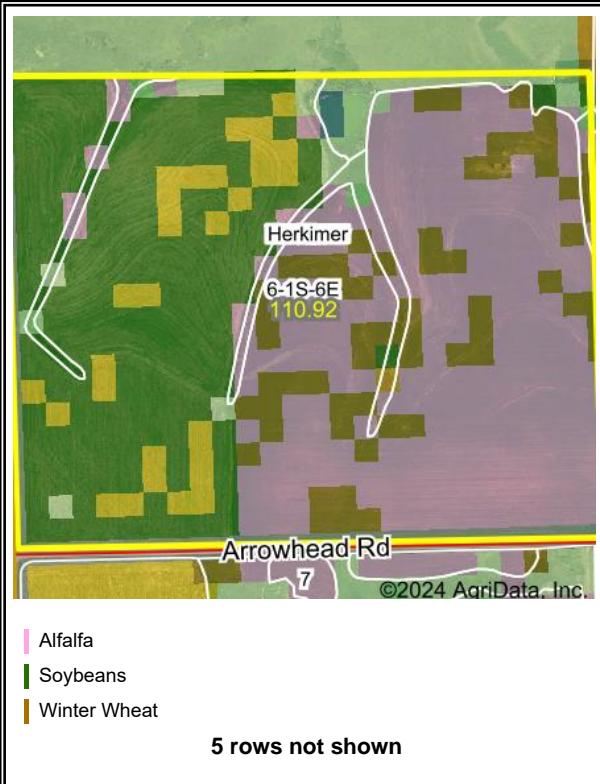 Herkimer
6-1S-6E
110.92
Arrowhead Rd
7
©2024 AgriData, Inc.
Alfalfa
Soybeans
Winter Wheat
5 rows not shown